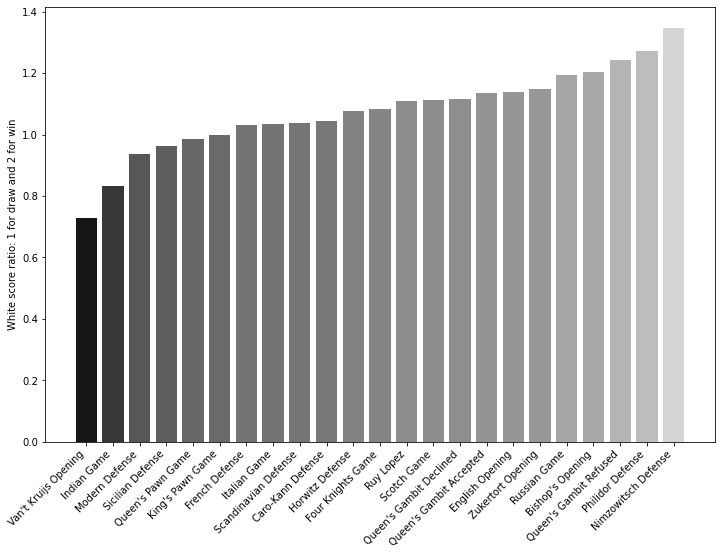 White score ratio: 1 for draw and 2 for win
1.4
1.2
1.0
0.8
0.6
0.4
0.2
0.0
Van't Kruijs Opening
Indian Game
Modern Defense
Sicilian Defense
Queen's Pawn Game
King's Pawn Game
French Defense
Italian Game
Scandinavian Defense
Caro-Kann Defense
Horwitz Defense
Four Knights Game
Ruy Lopez
Scotch Game
Queen's Gambit Declined
Queen's Gambit Accepted
English Opening
Zukertort Opening
Russian Game
Bishop's Opening
Queen's Gambit Refused
Philidor Defense
Nimzowitsch Defense